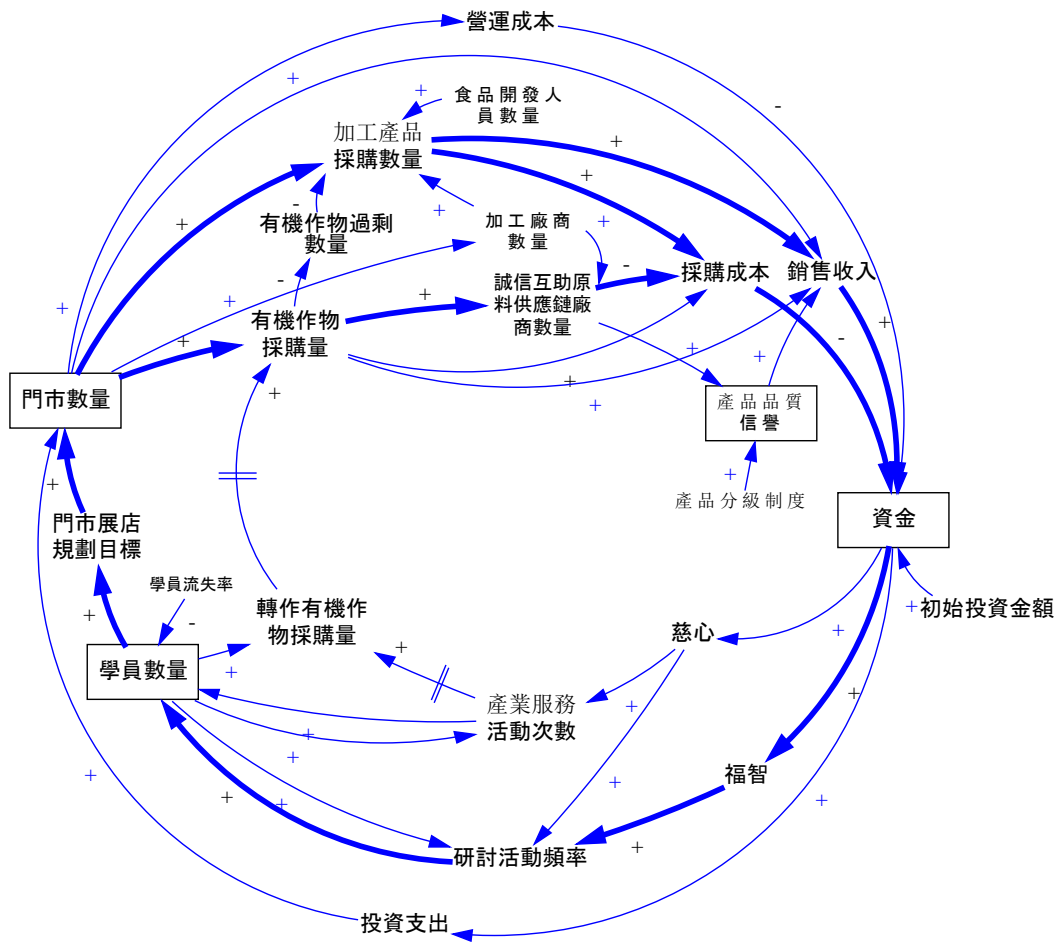 營運成本
食品開發人
員數量
加工產品
採購數量
有機作物過剩
數量
加工廠商
數量
誠信互助原
料供應鏈廠
商數量
採購成本
銷售收入
有機作物
採購量
門市數量
產品品質
信譽
產品分級制度
資金
門市展店
規劃目標
學員流失率
轉作有機作
物採購量
初始投資金額
慈心
學員數量
產業服務
活動次數
福智
研討活動頻率
投資支出